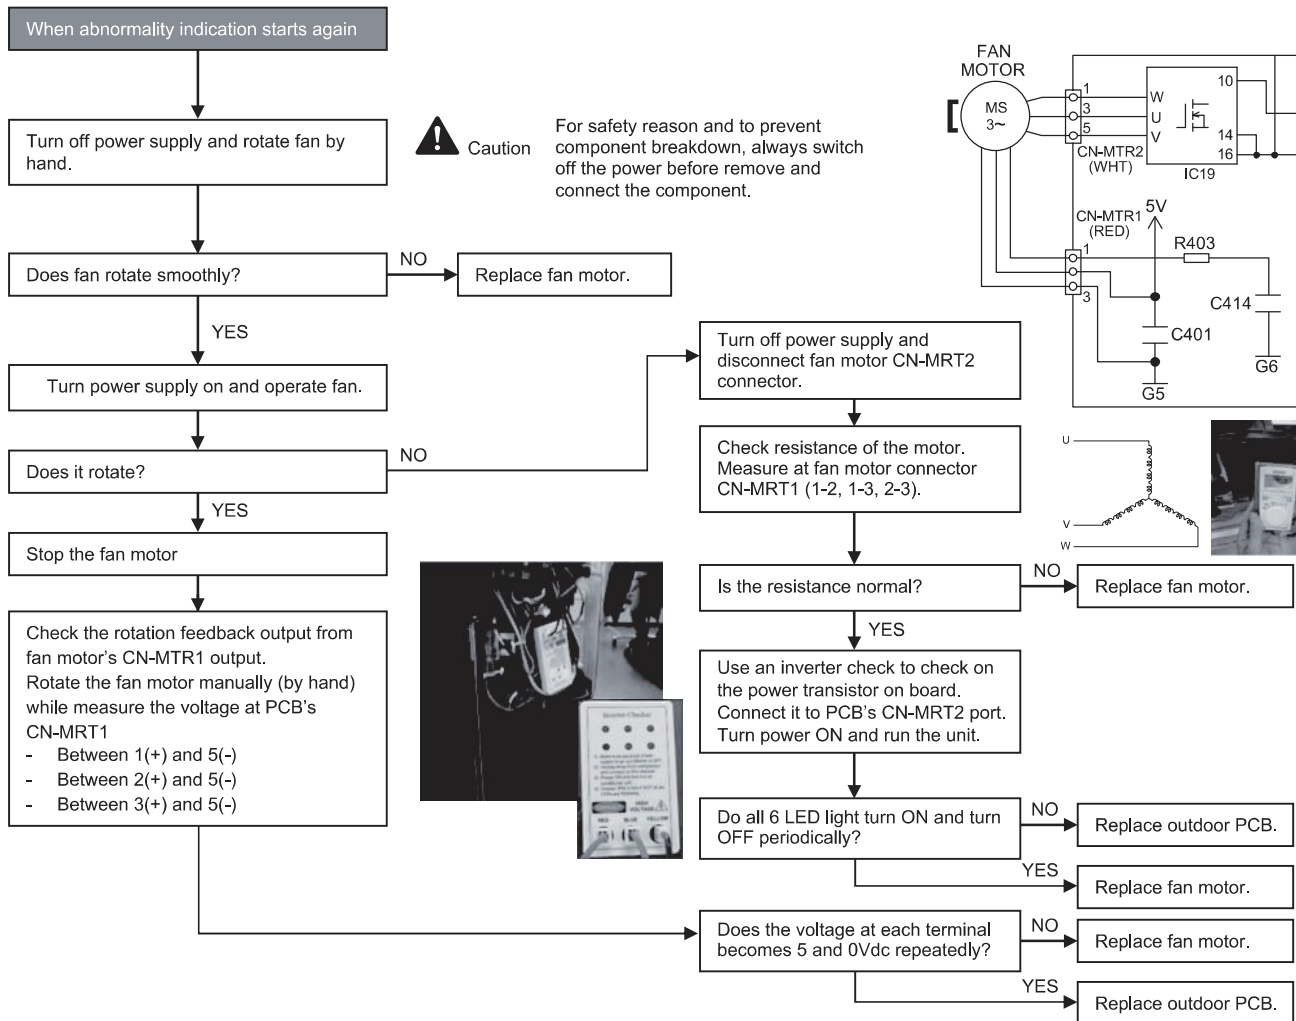 When abnormality indication starts again
Turn off power supply and rotate fan by
hand.
Caution
For safety reason and to prevent
component breakdown, always switch
off the power before remove and
connect the component.
Does fan rotate smoothly?
NO
Replace fan motor.
YES
Turn power supply on and operate fan.
Does it rotate?
NO
YES
Stop the fan motor
Check the rotation feedback output from
fan motor's CN-MTR1 output.
Rotate the fan motor manually (by hand)
while measure the voltage at PCB's
CN-MRT1
- Between 1(+) and 5(-)
- Between 2(+) and 5(-)
- Between 3(+) and 5(-)
FAN
MOTOR
MS
3~
1
3
5
W
U
V
10
14
16
CN-MTR2
(WHT)
IC19
CN-MTR1
(RED)
5V
1
3
R403
C414
C401
G6
G5
Turn off power supply and
disconnect fan motor CN-MRT2
connector.
Check resistance of the motor.
Measure at fan motor connector
CN-MRT1 (1-2, 1-3, 2-3).
U
V
W
Is the resistance normal?
NO
Replace fan motor.
YES
Use an inverter check to check on
the power transistor on board.
Connect it to PCB's CN-MRT2 port.
Turn power ON and run the unit.
Inverter Checker
HIGH
VOLTAGE
RED BLUE YELLOW
Do all 6 LED light turn ON and turn
OFF periodically?
NO
Replace outdoor PCB.
YES
Replace fan motor.
Does the voltage at each terminal
becomes 5 and 0Vdc repeatedly?
NO
Replace fan motor.
YES
Replace outdoor PCB.